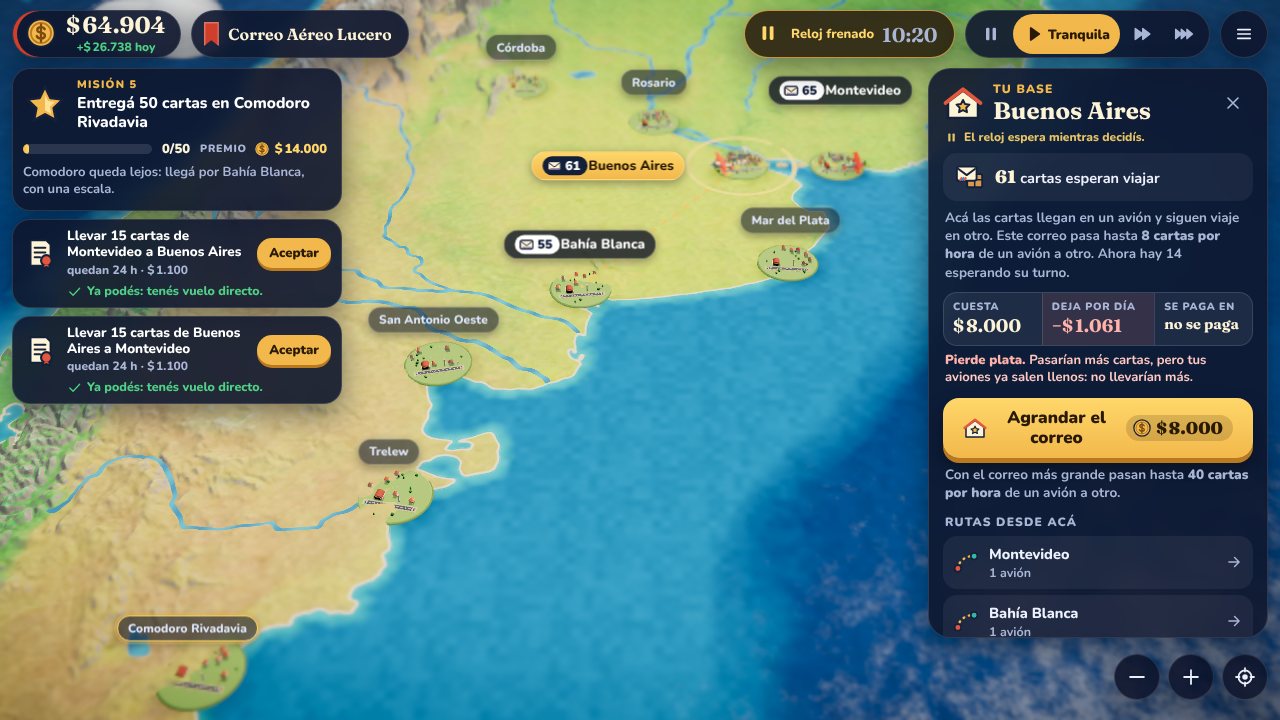 $64.904
+$26.738 hoy
Correo Aéreo Lucero
Reloj frenado 10:20
Tranquila
MISIÓN 5
Entregá 50 cartas en Comodoro
Rivadavia
0/50 PREMIO $14.000
Comodoro queda lejos: llegá por Bahía Blanca,
con una escala.
Llevar 15 cartas de
Montevideo a Buenos Aires
quedan 24 h · $1.100
Ya podés: tenés vuelo directo.
Aceptar
Llevar 15 cartas de Buenos
Aires a Montevideo
quedan 24 h · $1.100
Ya podés: tenés vuelo directo.
Aceptar
Córdoba
Rosario
65 Montevideo
61 Buenos Aires
Mar del Plata
55 Bahía Blanca
San Antonio Oeste
Trelew
Comodoro Rivadavia
TU BASE
Buenos Aires
El reloj espera mientras decidís.
61 cartas esperan viajar
Acá las cartas llegan en un avión y siguen viaje
en otro. Este correo pasa hasta 8 cartas por
hora de un avión a otro. Ahora hay 14
esperando su turno.
CUESTA
$8.000
DEJA POR DÍA
−$1.061
SE PAGA EN
no se paga
Pierde plata. Pasarían más cartas, pero tus
aviones ya salen llenos: no llevarían más.
Agrandar el
correo
$8.000
Con el correo más grande pasan hasta 40 cartas
por hora de un avión a otro.
RUTAS DESDE ACÁ
Montevideo
1 avión
Bahía Blanca
1 avión